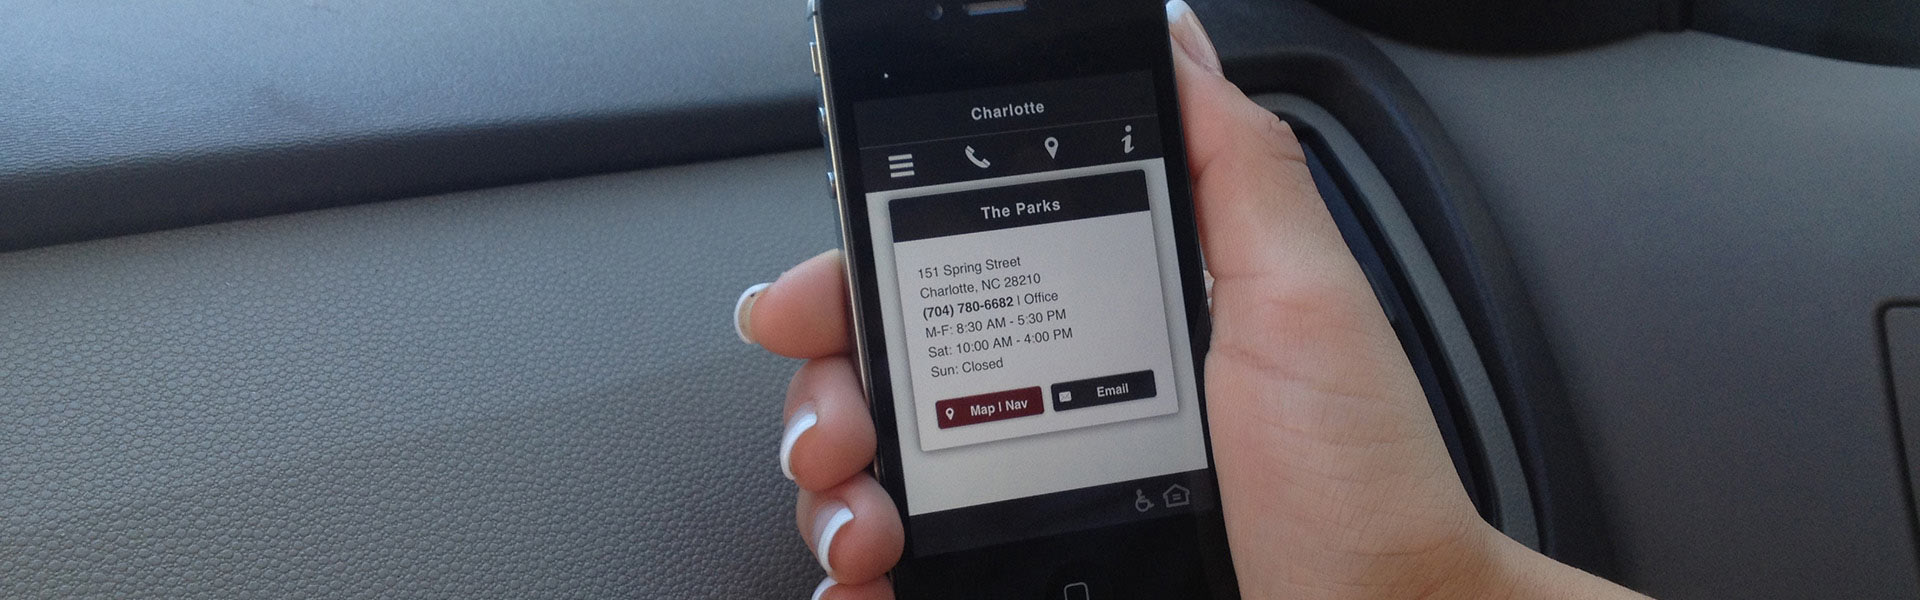 Charlotte
The Parks
151 Spring Street
Charlotte, NC 28210
(704) 780-6682 | Office
M-F: 8:30 AM - 5:30 PM
Sat: 10:00 AM - 4:00 PM
Sun: Closed
Map | Nav
Email